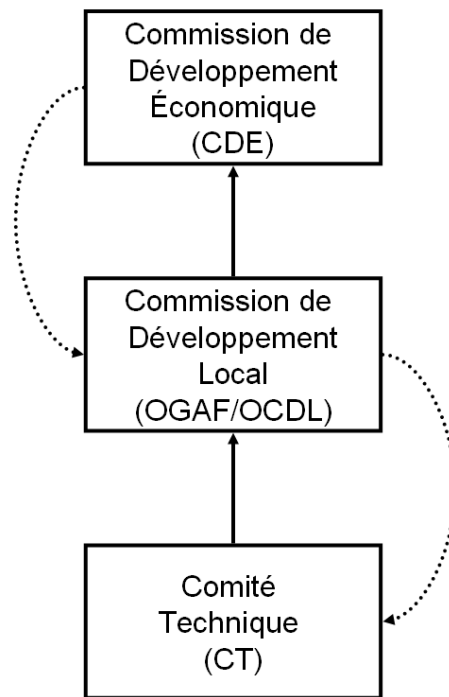 Commission de
Développement
Économique
(CDE)
Commission de
Développement
Local
(OGAF/OCDL)
Comité
Technique
(CT)